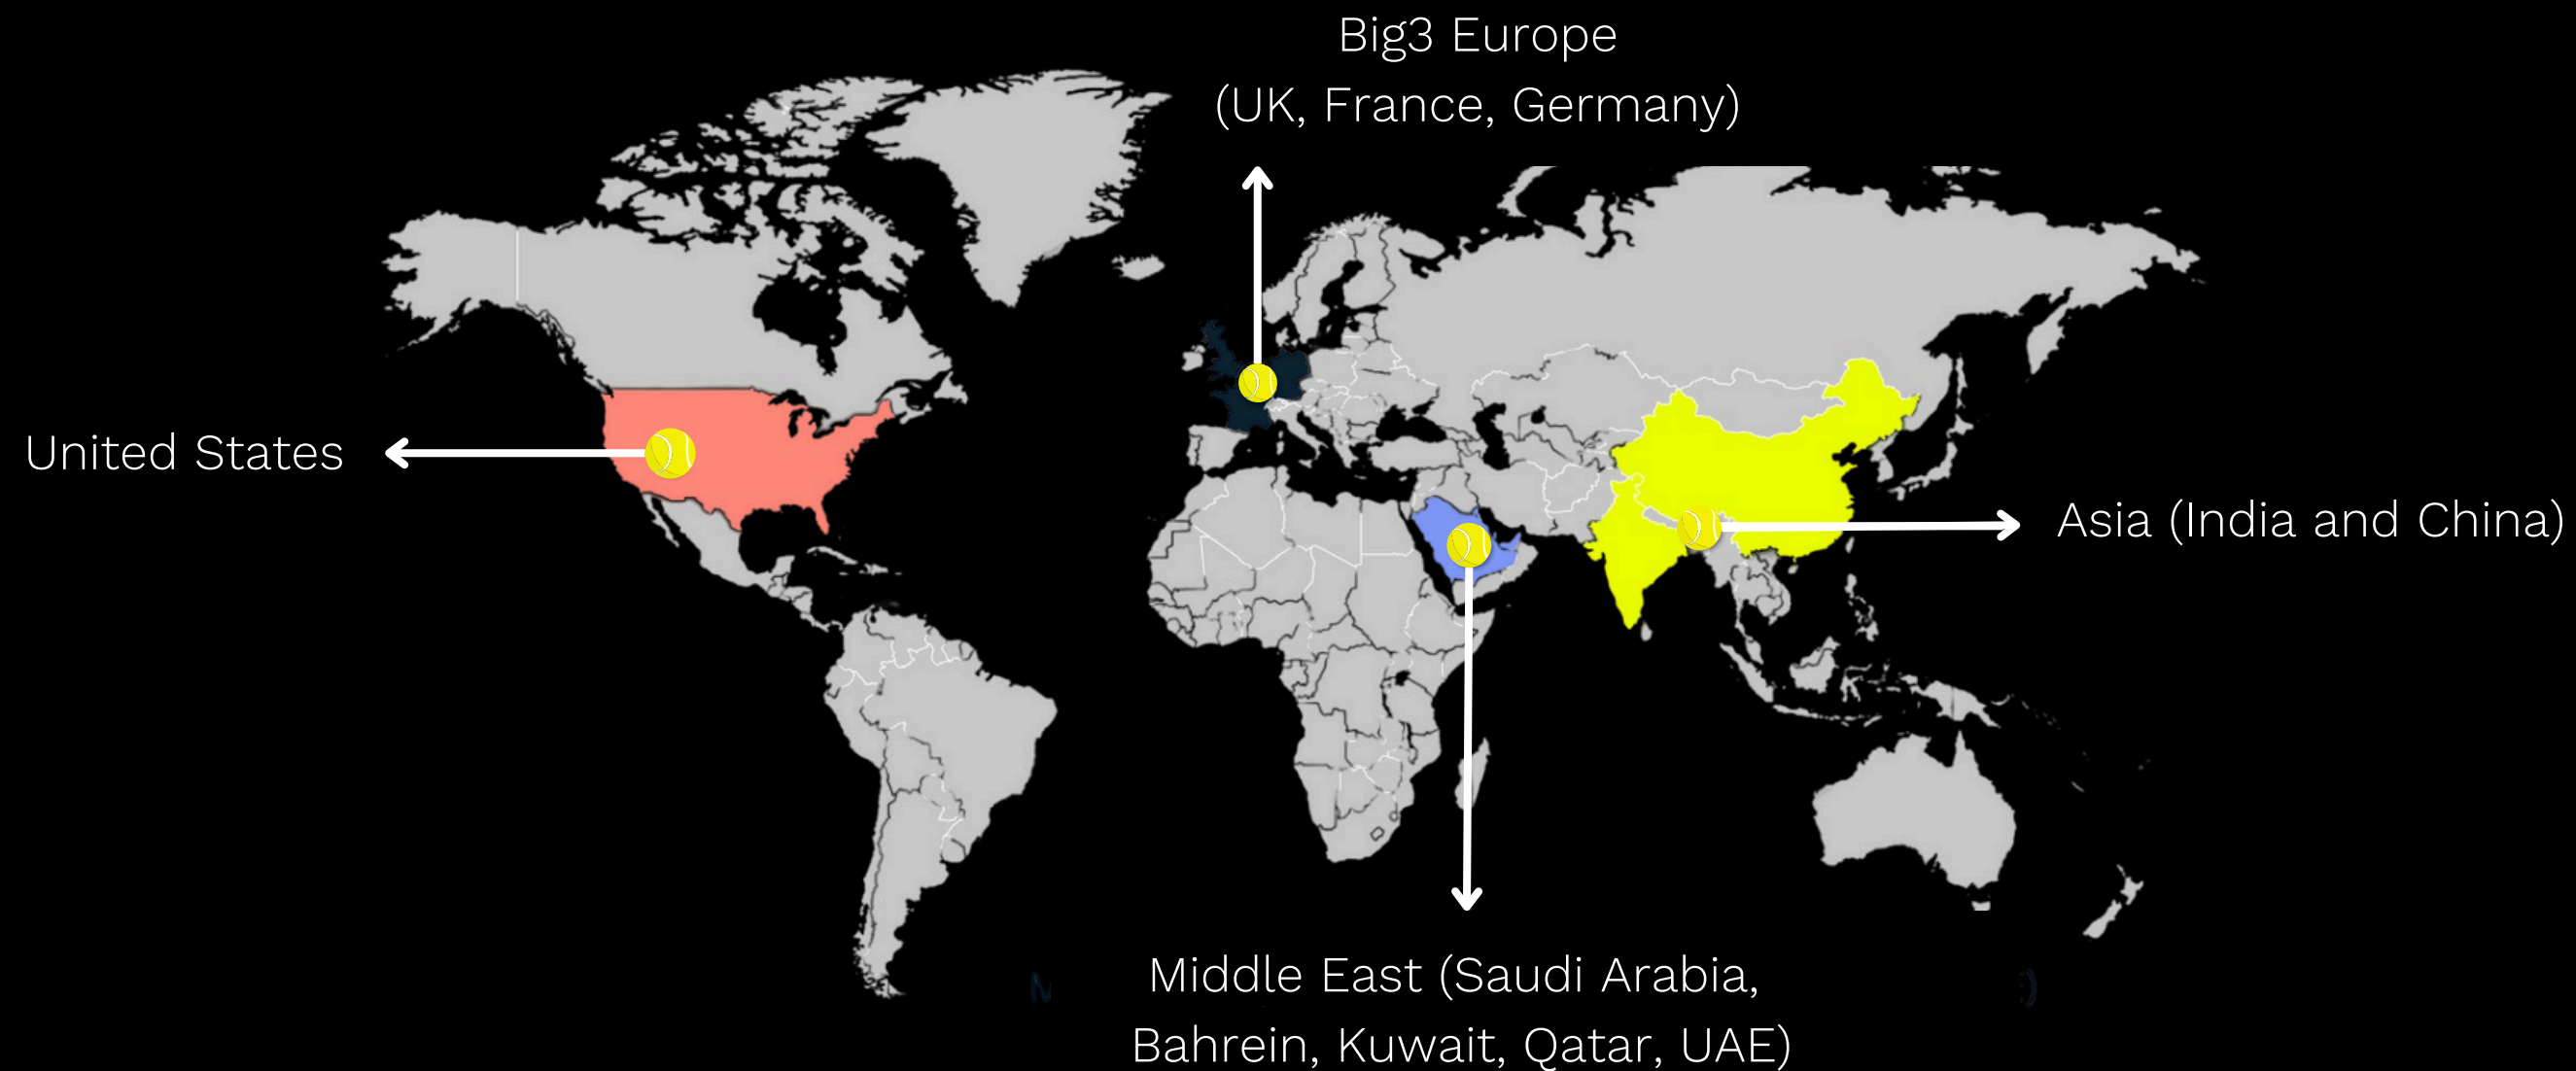 Big3 Europe
(UK, France, Germany)
United States
Asia (India and China)
Middle East (Saudi Arabia,
Bahrein, Kuwait, Qatar, UAE)